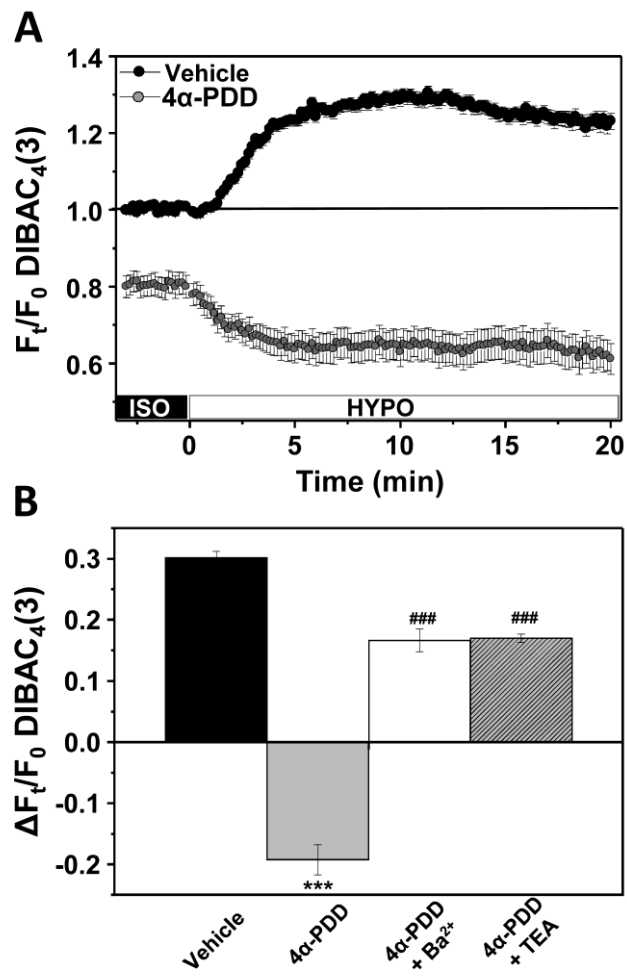 A
1.4
1.2
1.0
0.8
0.6
Vehicle
4α-PDD
Fₜ/F₀ DIBAC₄(3)
ISO
HYPO
0
5
10
15
20
Time (min)
B
0.3
0.2
0.1
0.0
-0.1
-0.2
ΔFₜ/F₀ DIBAC₄(3)
***
###
###
Vehicle
4α-PDD
4α-PDD
+ Ba²⁺
4α-PDD
+ TEA